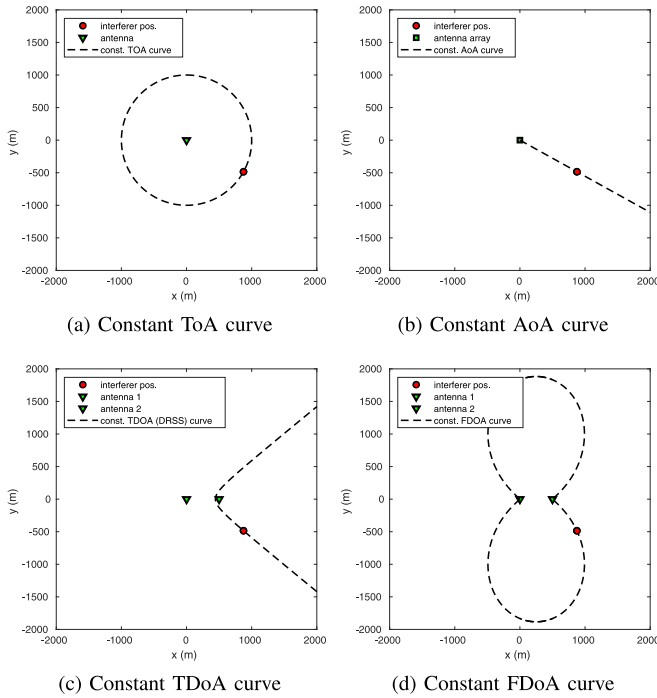 2000
1500
1000
500
0
-500
-1000
-1500
-2000
y (m)
interferer pos.
antenna
const. TOA curve
-2000 -1000 0 1000 2000
x (m)
(a) Constant ToA curve
2000
1500
1000
500
0
-500
-1000
-1500
-2000
y (m)
interferer pos.
antenna array
const. AoA curve
-2000 -1000 0 1000 2000
x (m)
(b) Constant AoA curve
2000
1500
1000
500
0
-500
-1000
-1500
-2000
y (m)
interferer pos.
antenna 1
antenna 2
const. TDOA (DRSS) curve
-2000 -1000 0 1000 2000
x (m)
(c) Constant TDoA curve
2000
1500
1000
500
0
-500
-1000
-1500
-2000
y (m)
interferer pos.
antenna 1
antenna 2
const. FDOA curve
-2000 -1000 0 1000 2000
x (m)
(d) Constant FDoA curve